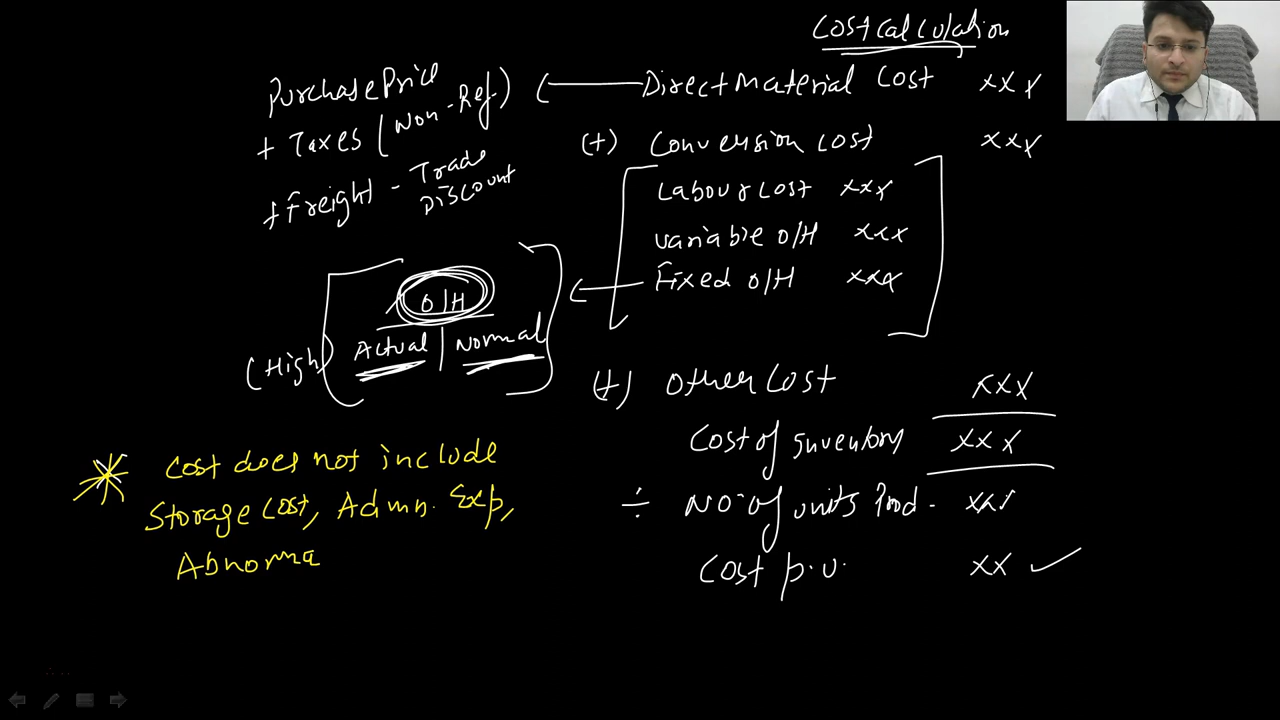 Cost calculation
Direct Material Cost xxx
(+) Conversion Cost xxx
Labour Cost xxx
Variable O/H xxx
Fixed O/H xxx
(+) Other Cost xxx
Cost of Inventory xxx
÷ No. of units Prod. xxx
Cost p.u. xx ✓
Purchase Price
+ Taxes (Non-Ref.)
+ Freight - Trade
Discount
O/H
(High) Actual | Normal
* Cost does not include
Storage Cost, Admn. Exp,
Abnorma